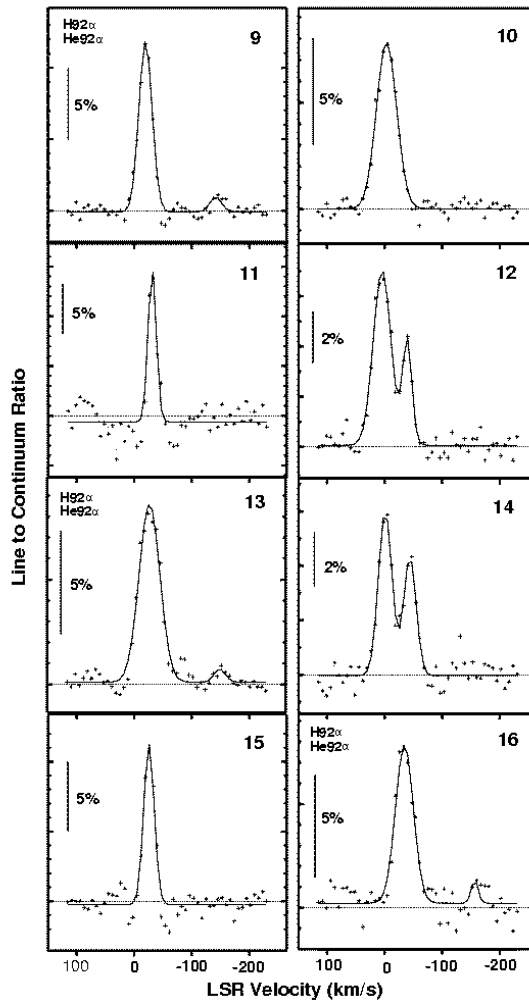 H92α
He92α
9
5%
10
5%
11
5%
12
2%
H92α
He92α
13
5%
14
2%
15
5%
H92α
He92α
16
5%
Line to Continuum Ratio
100 0 -100 -200
100 0 -100 -200
LSR Velocity (km/s)